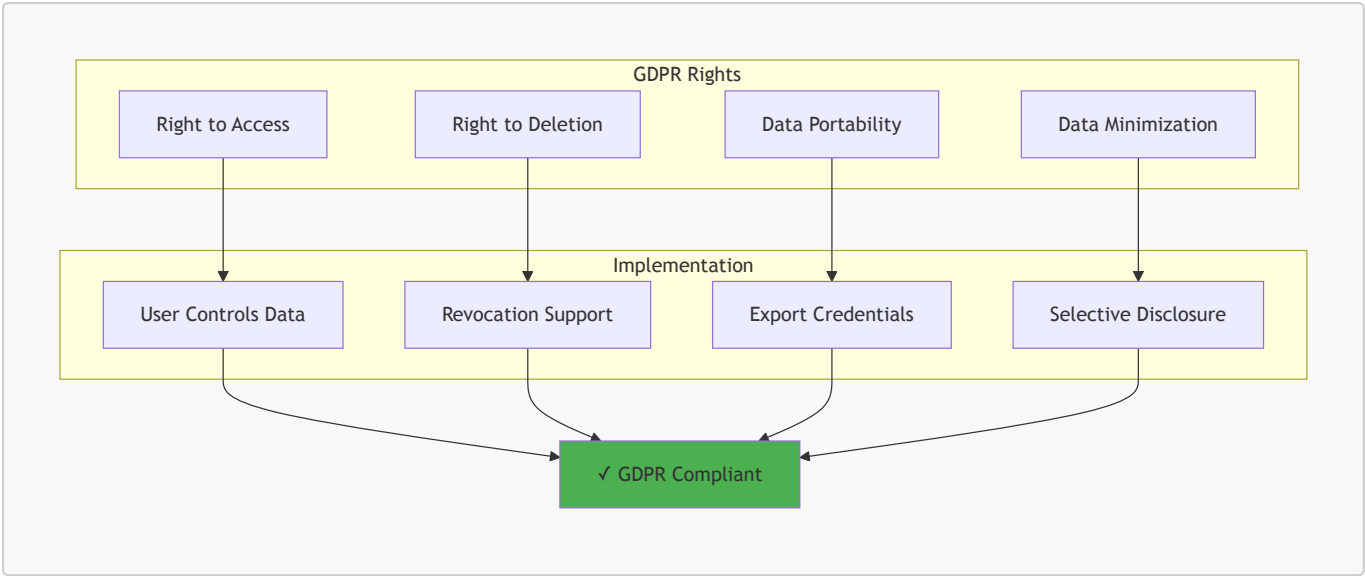 GDPR Rights
Right to Access
Right to Deletion
Data Portability
Data Minimization
Implementation
User Controls Data
Revocation Support
Export Credentials
Selective Disclosure
✓ GDPR Compliant